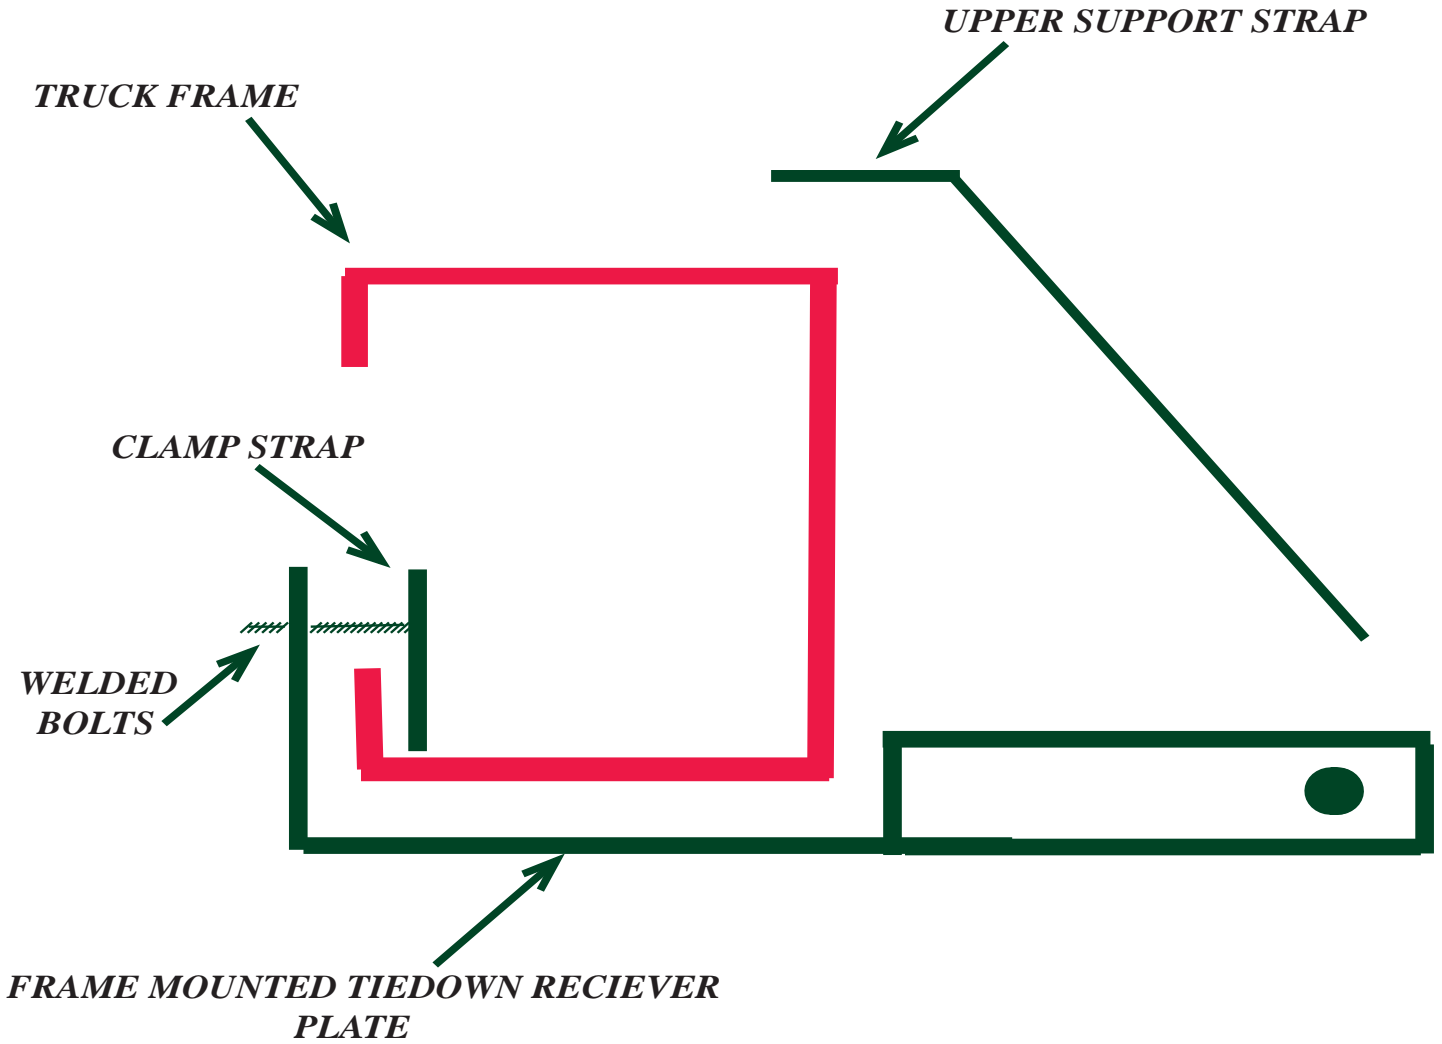 UPPER SUPPORT STRAP
TRUCK FRAME
CLAMP STRAP
WELDED
BOLTS
FRAME MOUNTED TIEDOWN RECIEVER
PLATE